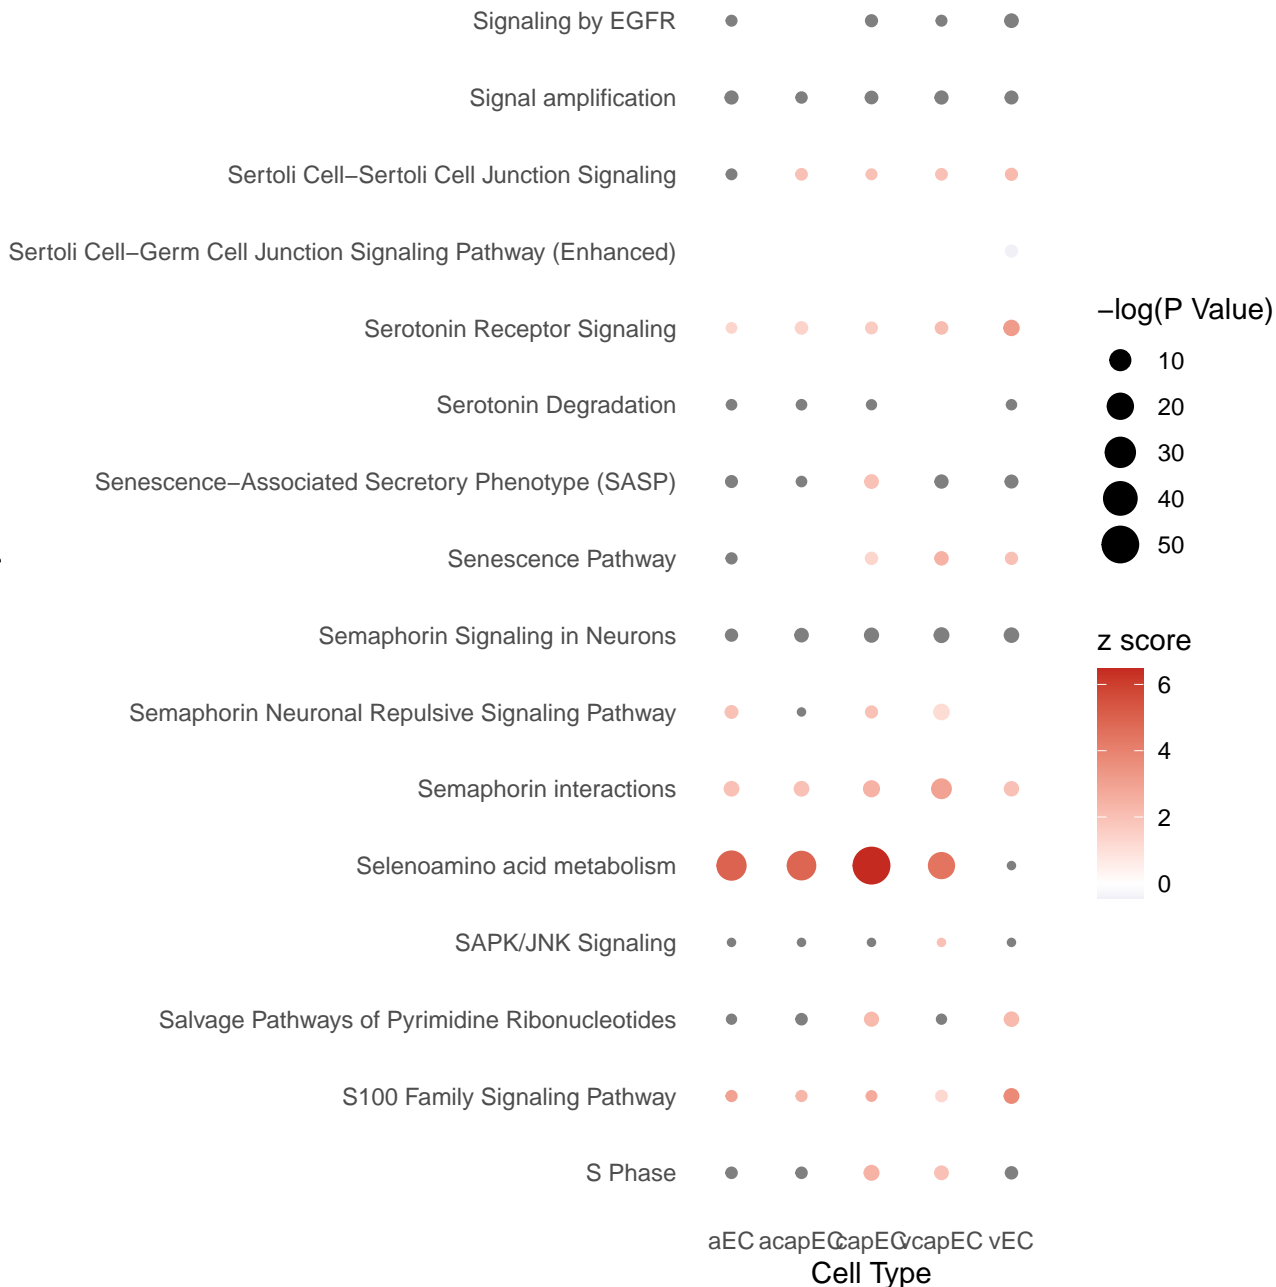 Signaling by EGFR
Signal amplification
Sertoli Cell–Sertoli Cell Junction Signaling
Sertoli Cell–Germ Cell Junction Signaling Pathway (Enhanced)
Serotonin Receptor Signaling
Serotonin Degradation
Senescence–Associated Secretory Phenotype (SASP)
Senescence Pathway
Semaphorin Signaling in Neurons
Semaphorin Neuronal Repulsive Signaling Pathway
Semaphorin interactions
Selenoamino acid metabolism
SAPK/JNK Signaling
Salvage Pathways of Pyrimidine Ribonucleotides
S100 Family Signaling Pathway
S Phase
aEC acapEC capEC vcapEC vEC
Cell Type
–log(P Value)
10
20
30
40
50
z score
6
4
2
0